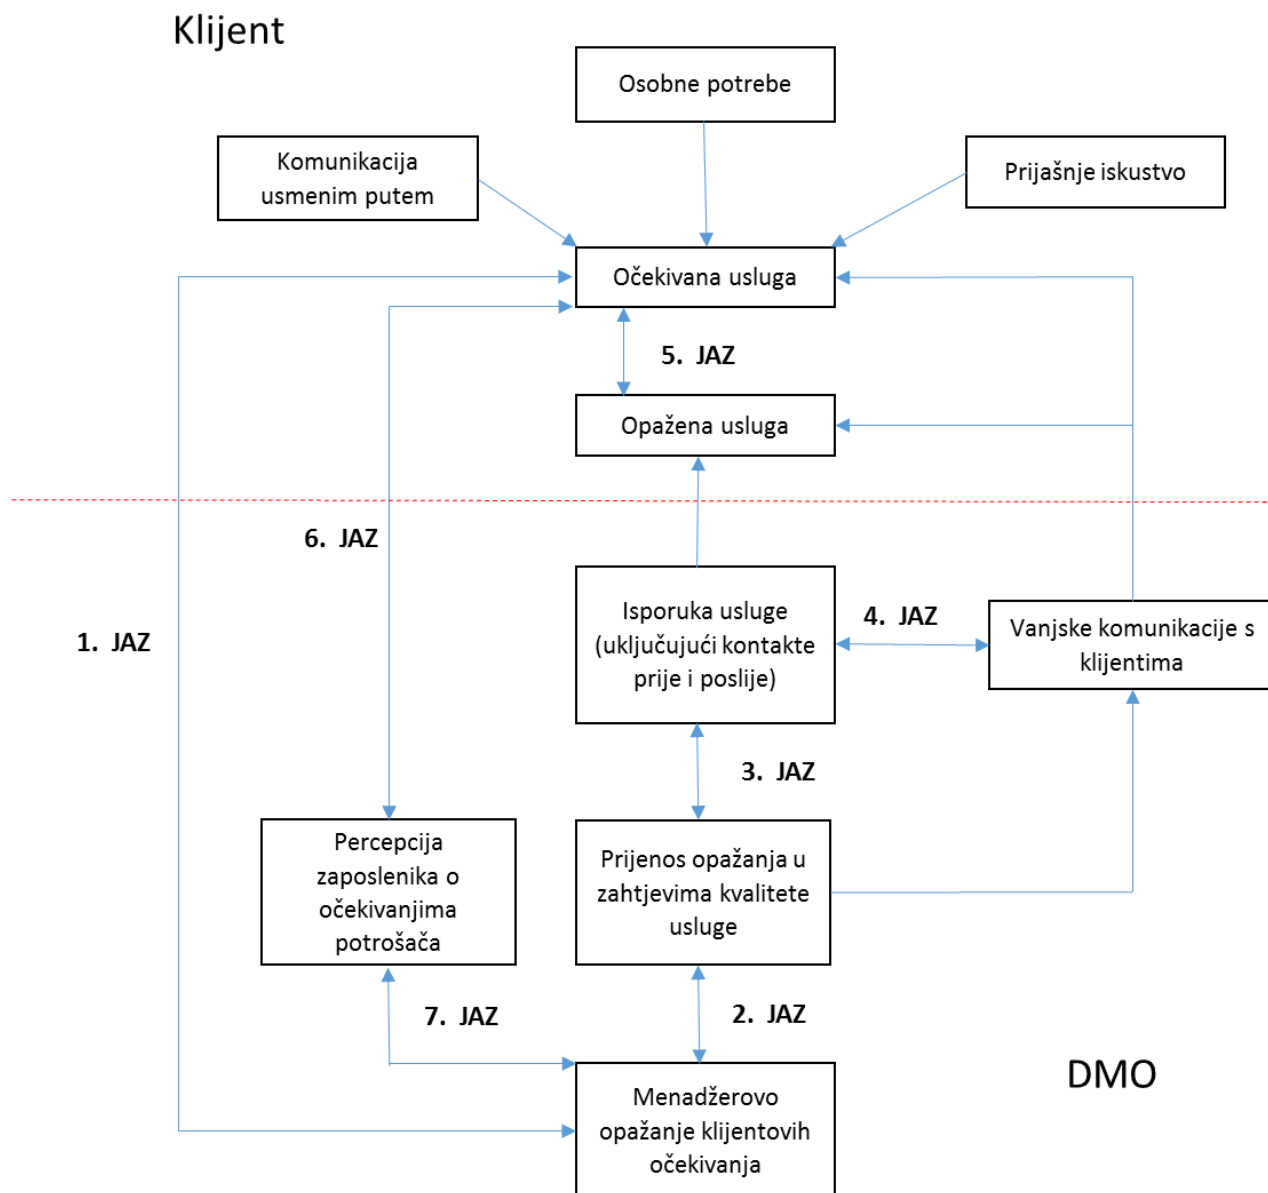 Klijent
Osobne potrebe
Komunikacija
usmenim putem
Prijašnje iskustvo
Očekivana usluga
5. JAZ
Opažena usluga
6. JAZ
1. JAZ
Isporuka usluge
(uključujući kontakte
prije i poslije)
4. JAZ
Vanjske komunikacije s
klijentima
3. JAZ
Percepcija
zaposlenika o
očekivanjima
potrošača
Prijenos opažanja u
zahtjevima kvalitete
usluge
7. JAZ
2. JAZ
DMO
Menadžerovo
opažanje klijentovih
očekivanja